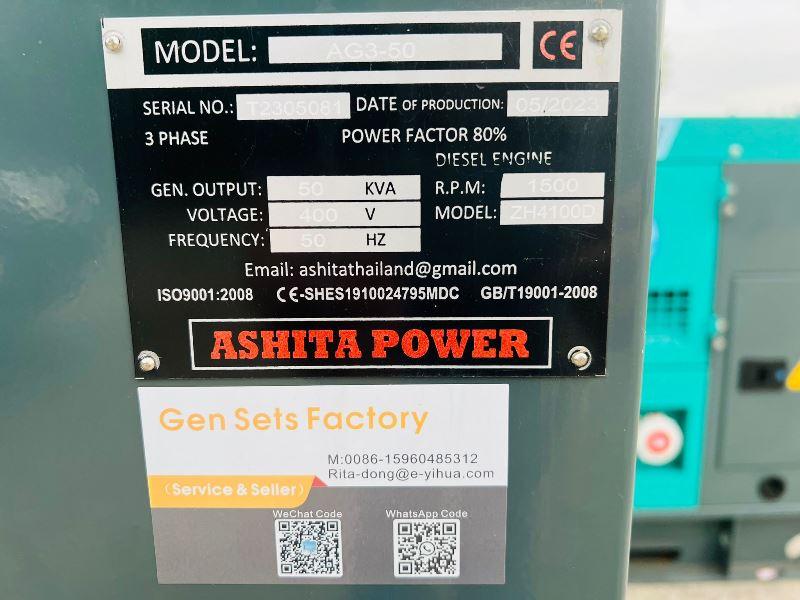 MODEL: AG3-50 CE
SERIAL NO.: T2305081 DATE OF PRODUCTION: 05/2023
3 PHASE POWER FACTOR 80%
DIESEL ENGINE
GEN. OUTPUT: 50 KVA R.P.M: 1500
VOLTAGE: 400 V MODEL: ZH4100D
FREQUENCY: 50 HZ
Email: ashitathailand@gmail.com
ISO9001:2008 CE-SHES1910024795MDC GB/T19001-2008
ASHITA POWER
Gen Sets Factory
M:0086-15960485312
Rita-dong@e-yihua.com
(Service & Seller)
WeChat Code WhatsApp Code